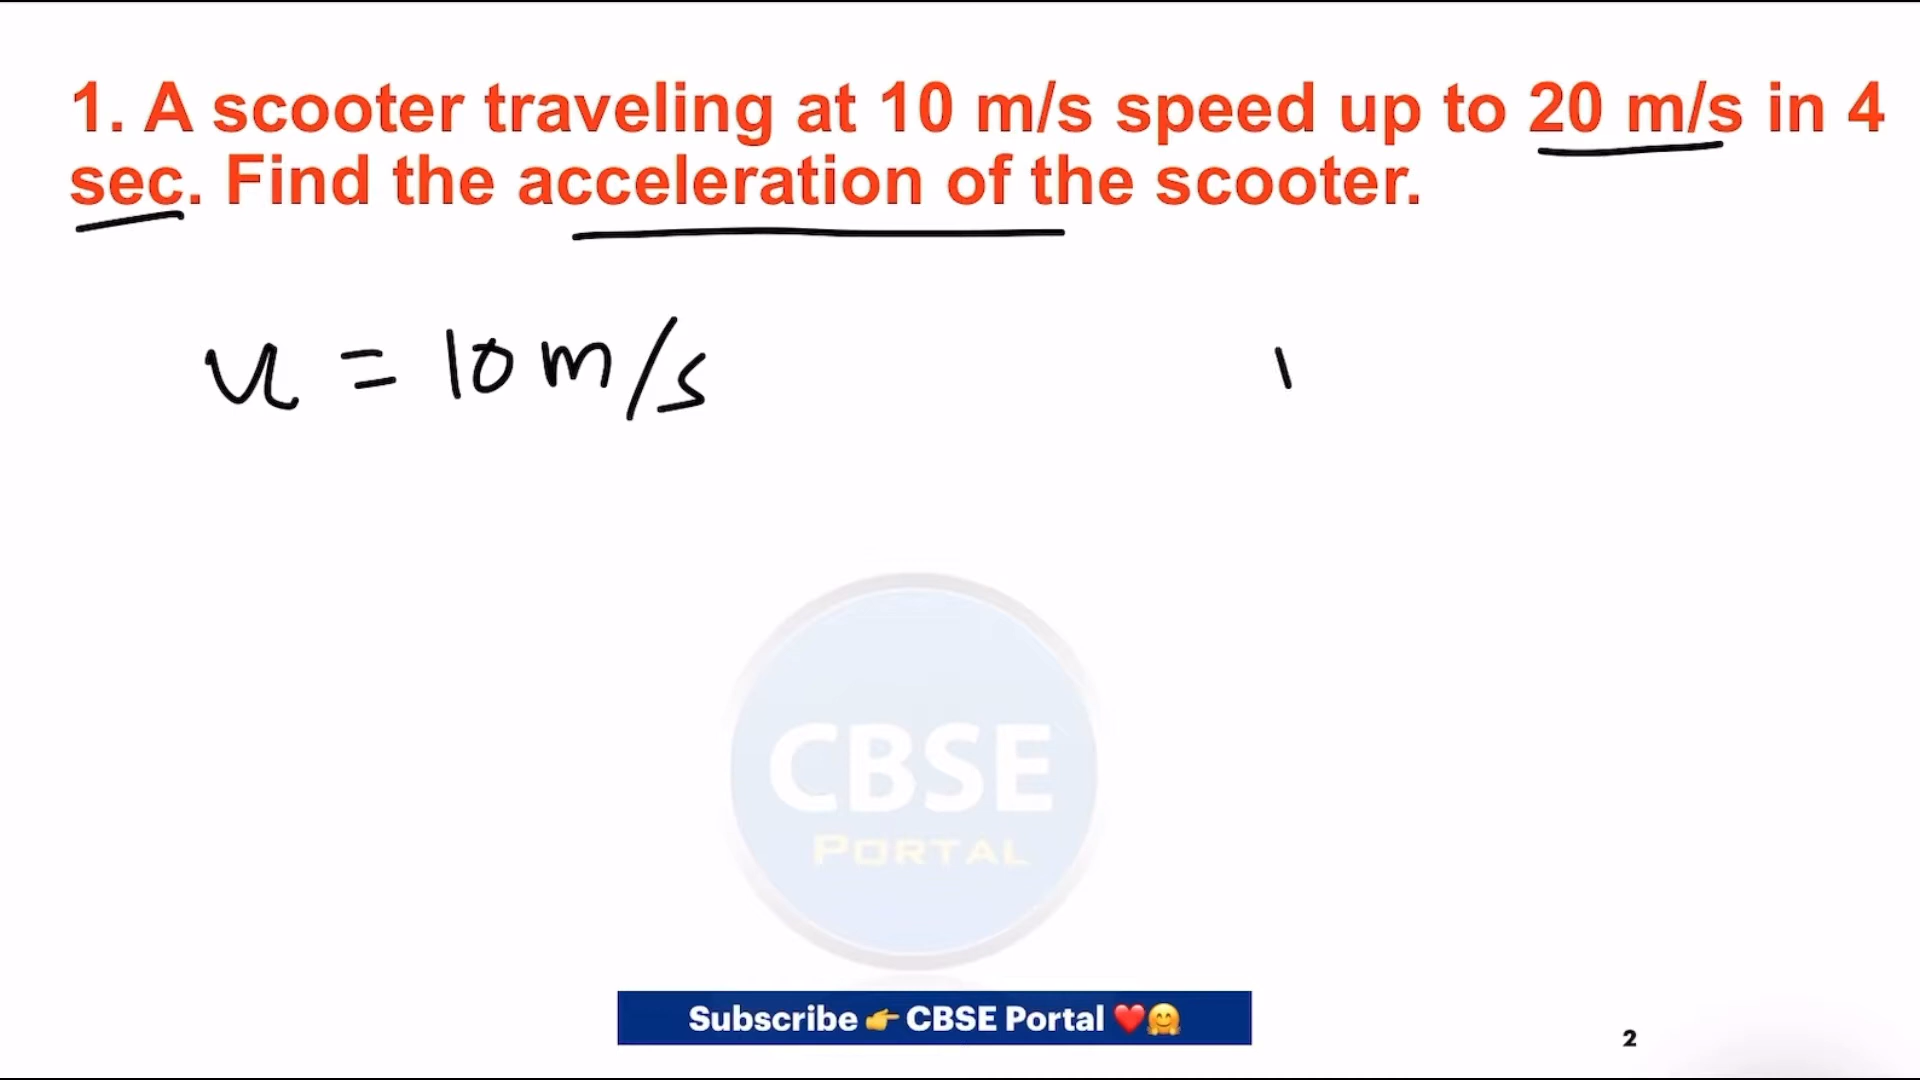 1. A scooter traveling at 10 m/s speed up to 20 m/s in 4
sec. Find the acceleration of the scooter.
u = 10 m/s
CBSE
PORTAL
Subscribe 👉 CBSE Portal ❤️🤗
2